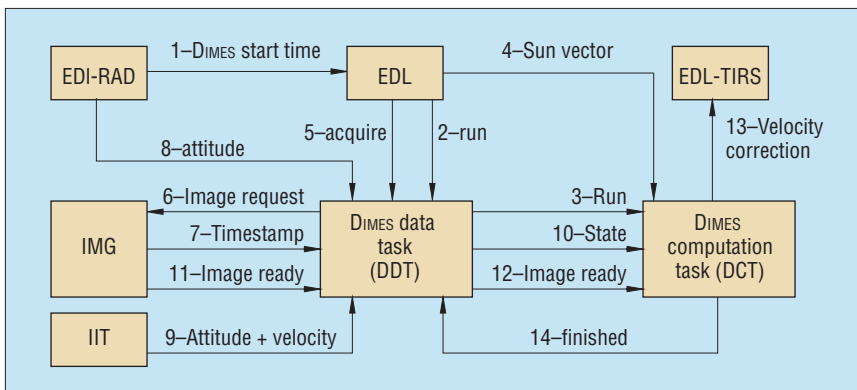 1–DIMES start time
4–Sun vector
EDI-RAD
EDL
EDL-TIRS
5–acquire
2–run
13–Velocity
correction
8–attitude
6–Image request
3–Run
IMG
7–Timestamp
DIMES data
task
(DDT)
10–State
DIMES
computation
task (DCT)
11–Image ready
12–Image ready
IIT
9–Attitude + velocity
14–finished